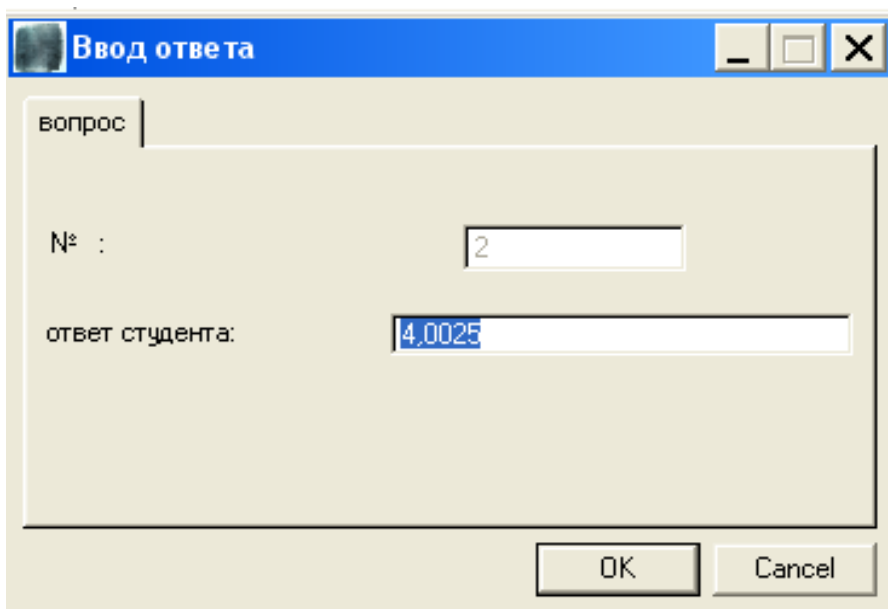 Ввод ответа
вопрос
№ :
2
ответ студента:
4,0025
OK
Cancel